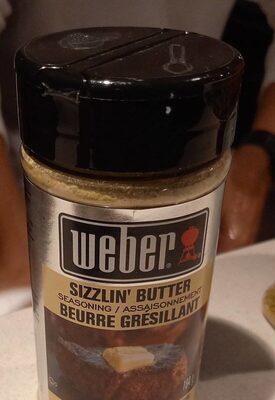 weber
SIZZLIN' BUTTER
SEASONING / ASSAISONNEMENT
BEURRE GRÉSILLANT